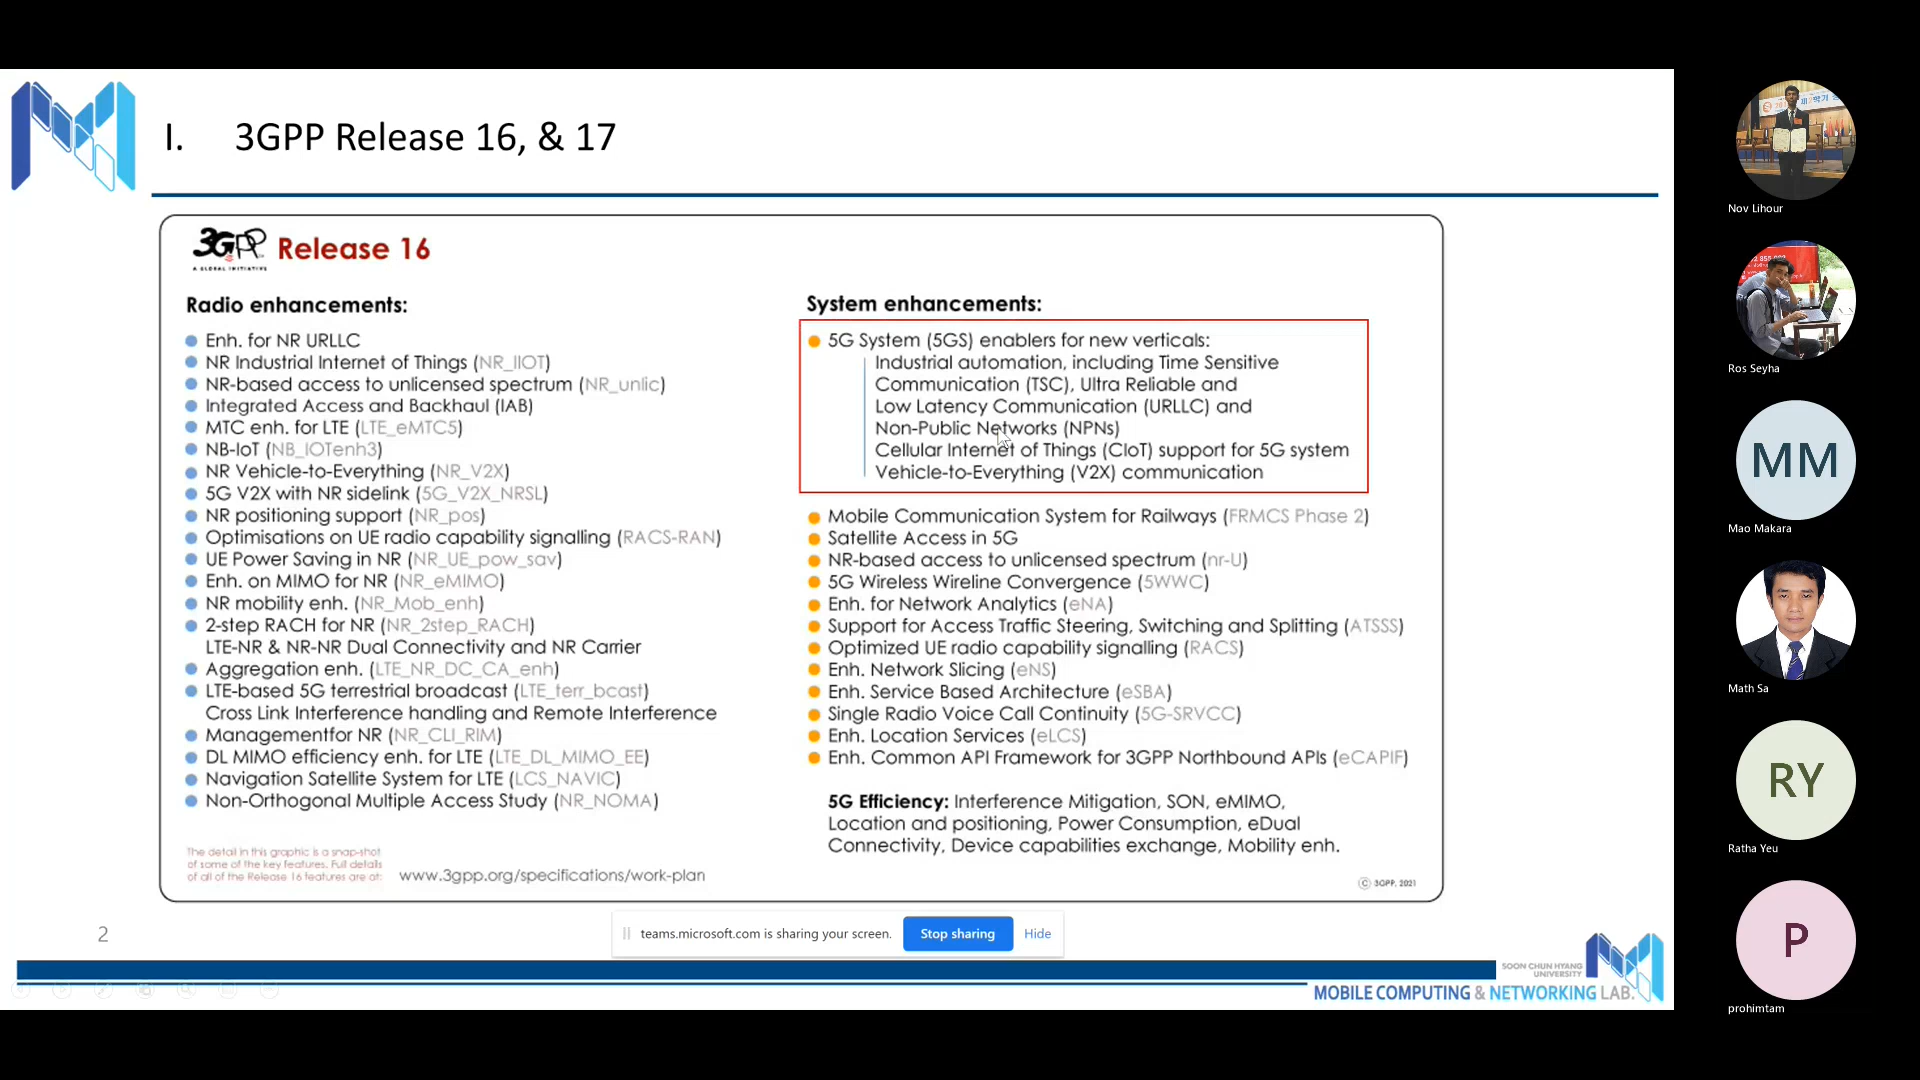 I. 3GPP Release 16, & 17
3GPP
A GLOBAL INITIATIVE
Release 16
Radio enhancements:
Enh. for NR URLLC
NR Industrial Internet of Things (NR_IIOT)
NR-based access to unlicensed spectrum (NR_unlic)
Integrated Access and Backhaul (IAB)
MTC enh. for LTE (LTE_eMTC5)
NB-IoT (NB_IOTenh3)
NR Vehicle-to-Everything (NR_V2X)
5G V2X with NR sidelink (5G_V2X_NRSL)
NR positioning support (NR_pos)
Optimisations on UE radio capability signalling (RACS-RAN)
UE Power Saving in NR (NR_UE_pow_sav)
Enh. on MIMO for NR (NR_eMIMO)
NR mobility enh. (NR_Mob_enh)
2-step RACH for NR (NR_2step_RACH)
LTE-NR & NR-NR Dual Connectivity and NR Carrier
Aggregation enh. (LTE_NR_DC_CA_enh)
LTE-based 5G terrestrial broadcast (LTE_terr_bcast)
Cross Link Interference handling and Remote Interference
Managementfor NR (NR_CLI_RIM)
DL MIMO efficiency enh. for LTE (LTE_DL_MIMO_EE)
Navigation Satellite System for LTE (LCS_NAVIC)
Non-Orthogonal Multiple Access Study (NR_NOMA)
The detail in this graphic is a snap-shot
of some of the key features. Full details
of all of the Release 16 features are at:
www.3gpp.org/specifications/work-plan
System enhancements:
5G System (5GS) enablers for new verticals:
Industrial automation, including Time Sensitive
Communication (TSC), Ultra Reliable and
Low Latency Communication (URLLC) and
Non-Public Networks (NPNs)
Cellular Internet of Things (CIoT) support for 5G system
Vehicle-to-Everything (V2X) communication
Mobile Communication System for Railways (FRMCS Phase 2)
Satellite Access in 5G
NR-based access to unlicensed spectrum (nr-U)
5G Wireless Wireline Convergence (5WWC)
Enh. for Network Analytics (eNA)
Support for Access Traffic Steering, Switching and Splitting (ATSSS)
Optimized UE radio capability signalling (RACS)
Enh. Network Slicing (eNS)
Enh. Service Based Architecture (eSBA)
Single Radio Voice Call Continuity (5G-SRVCC)
Enh. Location Services (eLCS)
Enh. Common API Framework for 3GPP Northbound APIs (eCAPIF)
5G Efficiency: Interference Mitigation, SON, eMIMO,
Location and positioning, Power Consumption, eDual
Connectivity, Device capabilities exchange, Mobility enh.
© 3GPP, 2021
2
teams.microsoft.com is sharing your screen.
Stop sharing
Hide
SOON CHUN HYANG
UNIVERSITY
MOBILE COMPUTING & NETWORKING LAB.
Nov Lihour
Ros Seyha
MM
Mao Makara
Math Sa
RY
Ratha Yeu
P
prohimtam